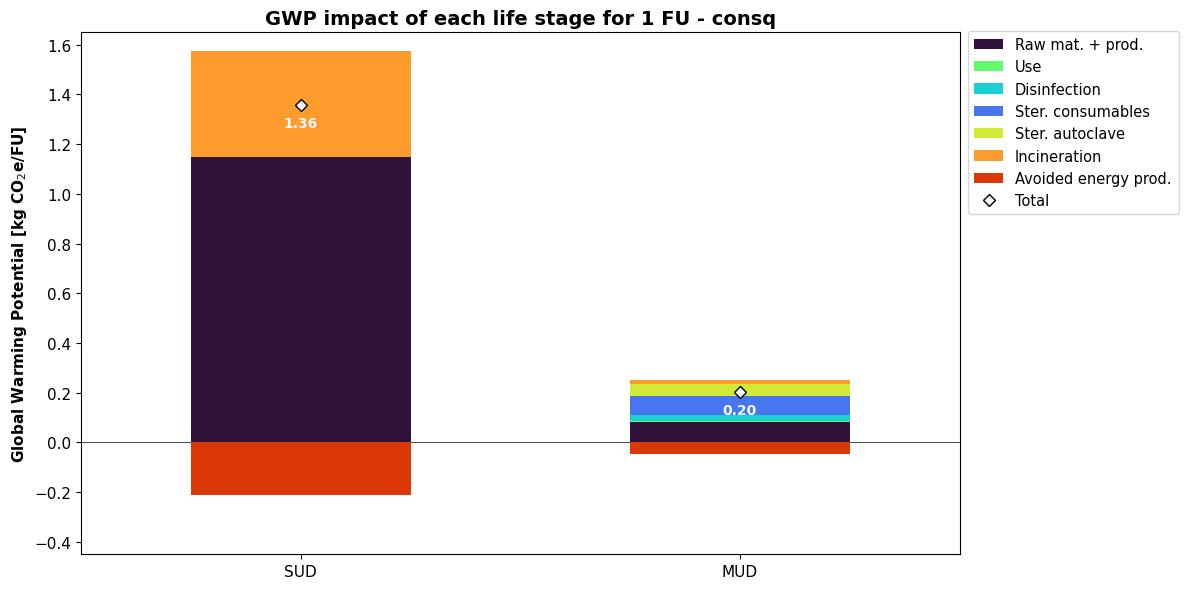 GWP impact of each life stage for 1 FU - consq
Global Warming Potential [kg CO₂e/FU]
1.6
1.4
1.2
1.0
0.8
0.6
0.4
0.2
0.0
−0.2
−0.4
1.36
0.20
SUD
MUD
Raw mat. + prod.
Use
Disinfection
Ster. consumables
Ster. autoclave
Incineration
Avoided energy prod.
Total